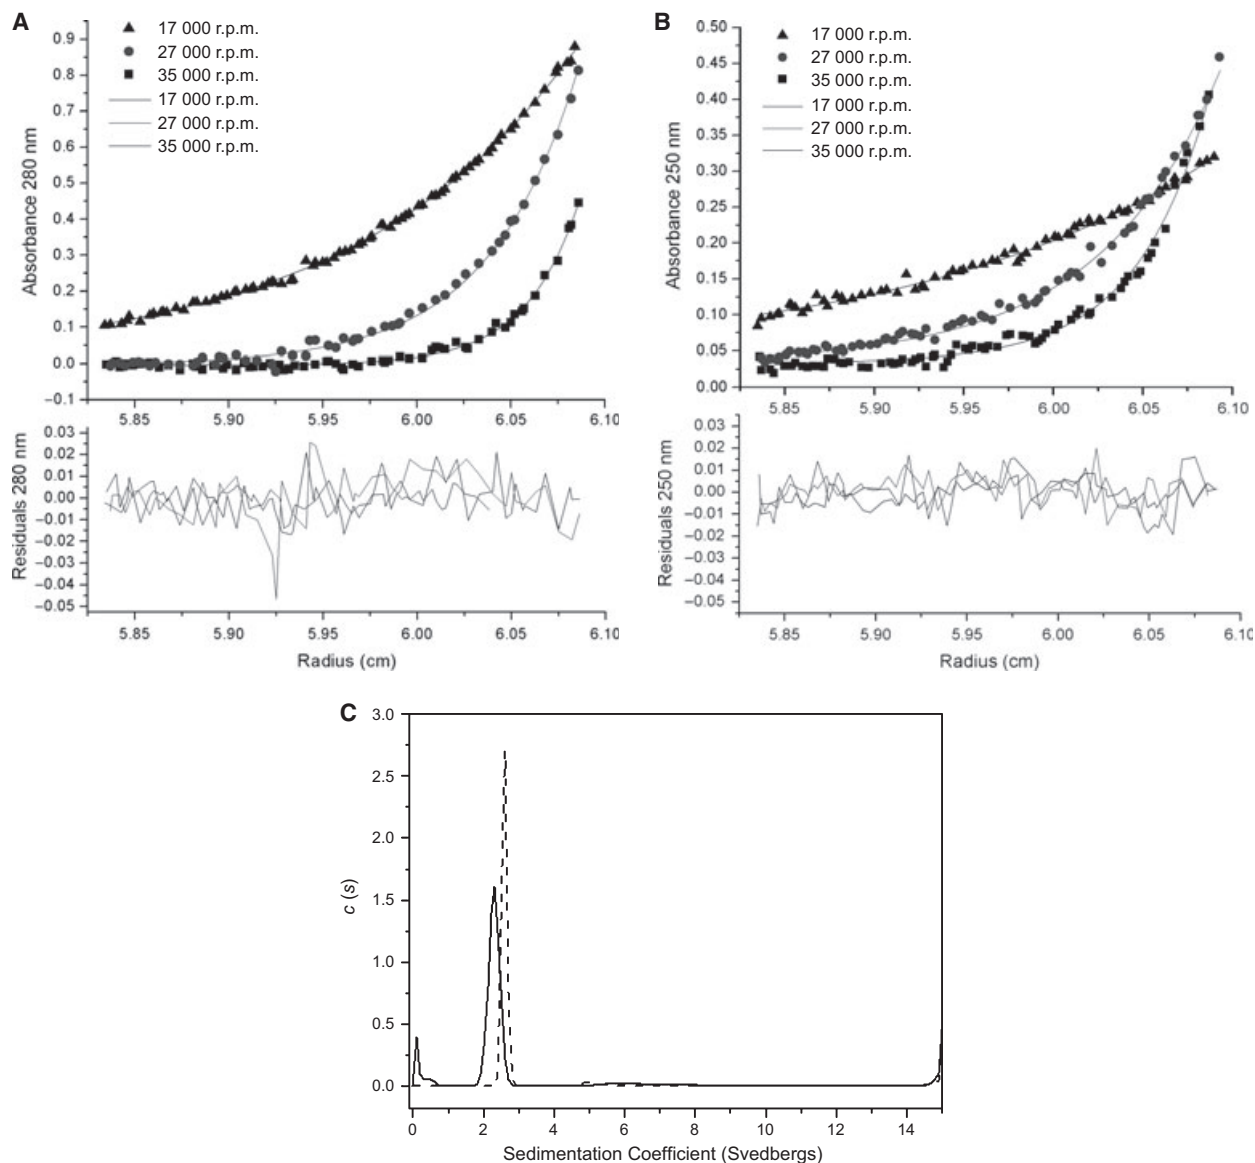 A
17 000 r.p.m.
27 000 r.p.m.
35 000 r.p.m.
17 000 r.p.m.
27 000 r.p.m.
35 000 r.p.m.
Absorbance 280 nm
0.9
0.8
0.7
0.6
0.5
0.4
0.3
0.2
0.1
0.0
−0.1
5.85 5.90 5.95 6.00 6.05 6.10
Residuals 280 nm
0.03
0.02
0.01
0.00
−0.01
−0.02
−0.03
−0.04
−0.05
5.85 5.90 5.95 6.00 6.05 6.10
Radius (cm)
B
17 000 r.p.m.
27 000 r.p.m.
35 000 r.p.m.
17 000 r.p.m.
27 000 r.p.m.
35 000 r.p.m.
Absorbance 250 nm
0.50
0.45
0.40
0.35
0.30
0.25
0.20
0.15
0.10
0.05
0.00
5.85 5.90 5.95 6.00 6.05 6.10
Residuals 250 nm
0.03
0.02
0.01
0.00
−0.01
−0.02
−0.03
−0.04
−0.05
5.85 5.90 5.95 6.00 6.05 6.10
Radius (cm)
C
c (s)
3.0
2.5
2.0
1.5
1.0
0.5
0.0
0 2 4 6 8 10 12 14
Sedimentation Coefficient (Svedbergs)